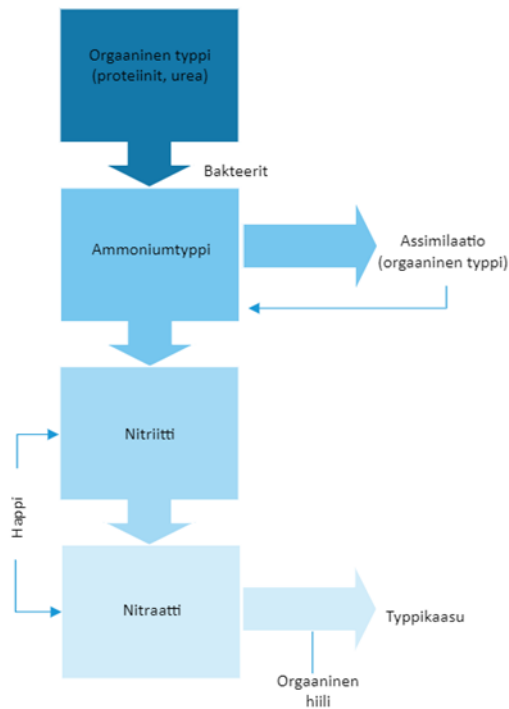 Orgaaninen typpi
(proteiinit, urea)
Bakteerit
Ammoniumtyppi
Assimilaatio
(orgaaninen typpi)
Nitriitti
Happi
Nitraatti
Typpikaasu
Orgaaninen
hiili